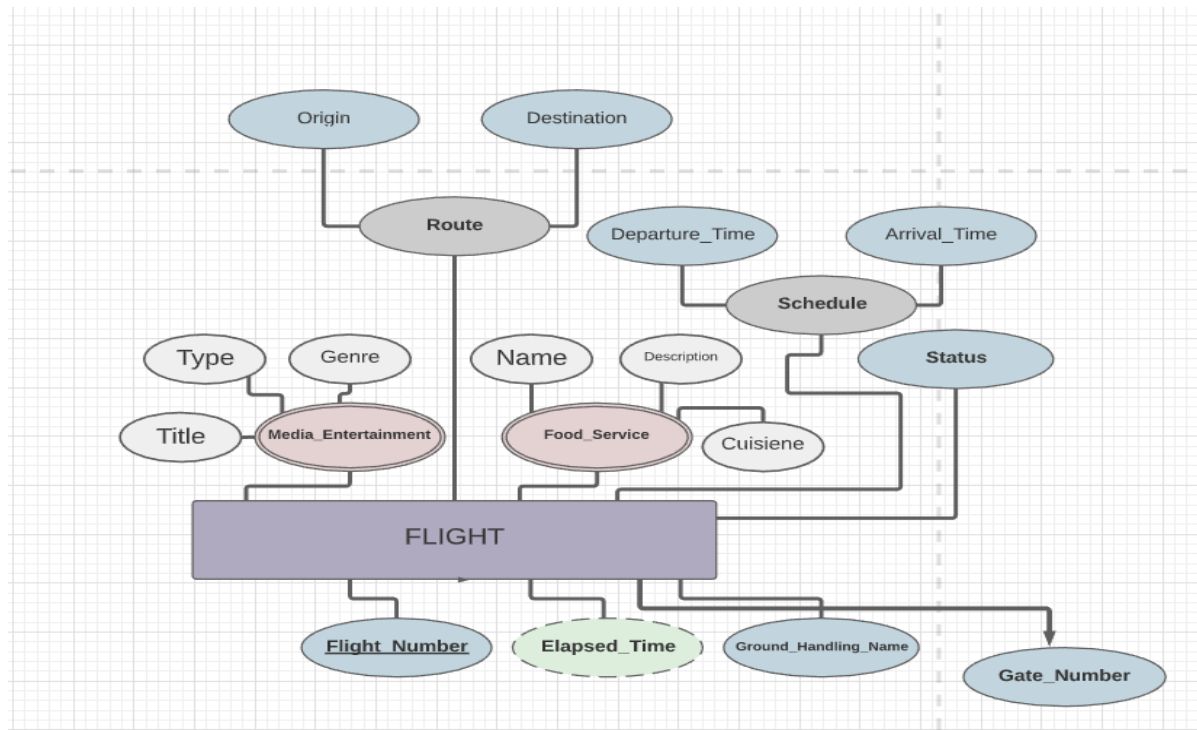 Origin
Destination
Route
Departure_Time
Arrival_Time
Schedule
Type
Genre
Name
Description
Status
Title
Media_Entertainment
Food_Service
Cuisiene
FLIGHT
Flight_Number
Elapsed_Time
Ground_Handling_Name
Gate_Number